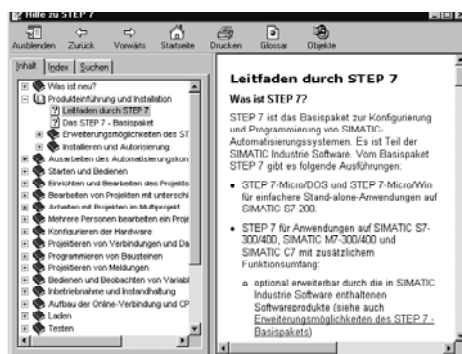 Hilfe zu STEP 7
Ausblenden Zurück Vorwärts Startseite Drucken Glossar Objekte
Inhalt Index Suchen
Was ist neu?
Produkteinführung und Installation
Leitfaden durch STEP 7
Das STEP 7 - Basispaket
Erweiterungsmöglichkeiten des ST
Installieren und Autorisierung
Ausarbeiten des Automatisierungskon
Starten und Bedienen
Einrichten und Bearbeiten des Projekts
Bearbeiten von Projekten mit unterschi
Arbeiten mit Projekten im Multiprojekt
Mehrere Personen bearbeiten ein Proje
Konfigurieren der Hardware
Projektieren von Verbindungen und Da
Programmieren von Bausteinen
Projektieren von Meldungen
Bedienen und Beobachten von Variabl
Inbetriebnahme und Instandhaltung
Aufbau der Online-Verbindung und CP
Laden
Testen
Leitfaden durch STEP 7
Was ist STEP 7?
STEP 7 ist das Basispaket zur Konfigurierung
und Programmierung von SIMATIC-
Automatisierungssystemen. Es ist Teil der
SIMATIC Industrie Software. Vom Basispaket
STEP 7 gibt es folgende Ausführungen:
• STEP 7-Micro/DOS und STEP 7-Micro/Win
für einfachere Stand-alone-Anwendungen auf
SIMATIC S7 200.
• STEP 7 für Anwendungen auf SIMATIC S7-
300/400, SIMATIC M7-300/400 und
SIMATIC C7 mit zusätzlichem
Funktionsumfang:
o optional erweiterbar durch die in SIMATIC
Industrie Software enthaltenen
Softwareprodukte (siehe auch
Erweiterungsmöglichkeiten des STEP 7 -
Basispakets)